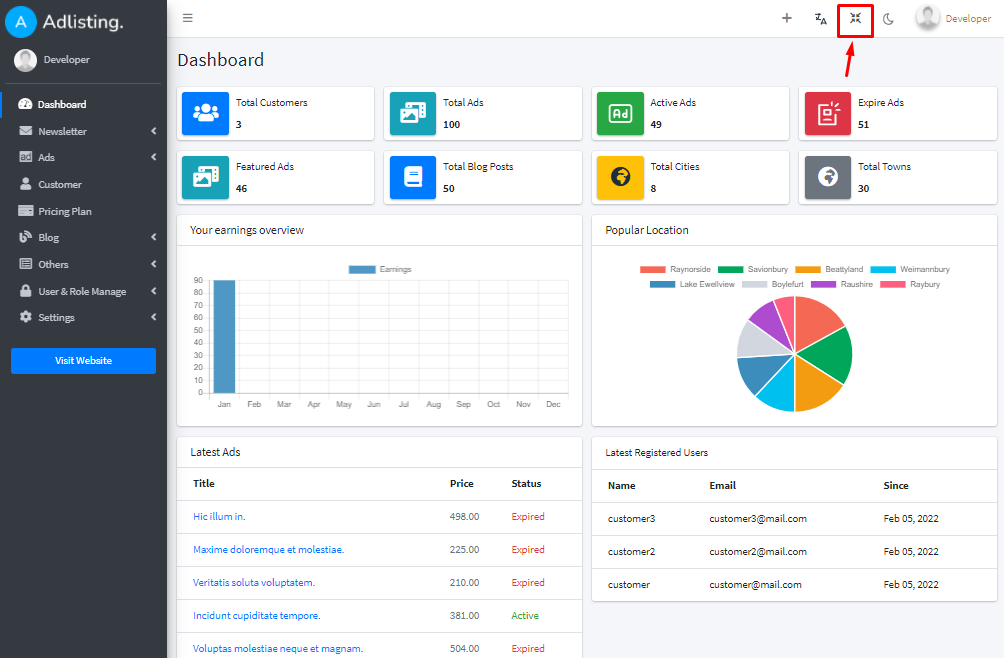 A Adlisting.
Developer
Developer
Dashboard
Newsletter
Ads
Customer
Pricing Plan
Blog
Others
User & Role Manage
Settings
Visit Website
Dashboard
Total Customers
3
Total Ads
100
Ad
Active Ads
49
Expire Ads
51
Featured Ads
46
Total Blog Posts
50
Total Cities
8
Total Towns
30
Your earnings overview
Earnings
90
80
70
60
50
40
30
20
10
0
Jan Feb Mar Apr May Jun Jul Aug Sep Oct Nov Dec
Popular Location
Raynorside Savionbury Beattyland Weimannbury
Lake Ewellview Boylefurt Raushire Raybury
Latest Ads
Title Price Status
Hic illum in. 498.00 Expired
Maxime doloremque et molestiae. 225.00 Expired
Veritatis soluta voluptatem. 210.00 Expired
Incidunt cupiditate tempore. 381.00 Active
Voluptas molestiae neque et magnam. 504.00 Expired
Latest Registered Users
Name Email Since
customer3 customer3@mail.com Feb 05, 2022
customer2 customer2@mail.com Feb 05, 2022
customer customer@mail.com Feb 05, 2022